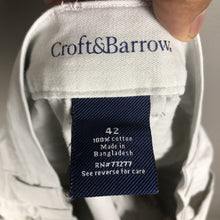 Croft&Barrow.
42
100% cotton
Made in
Bangladesh
RN#73277
See reverse for care